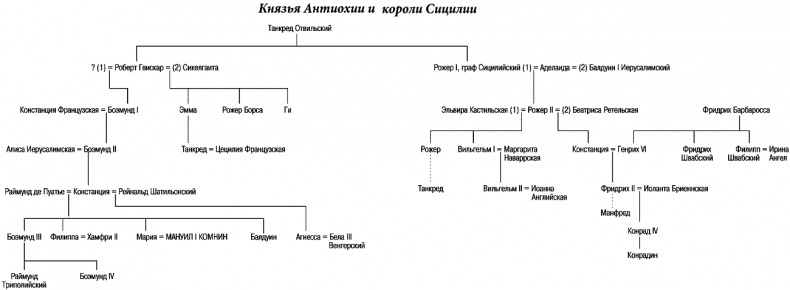 Князья Антиохии и короли Сицилии
Танкред Отвильский
? (1) = Роберт Гвискар = (2) Сикелгаита
Рожер I, граф Сицилийский (1) = Аделаида = (2) Балдуин I Иерусалимский
Констанция Французская = Боэмунд I
Эмма
Рожер Борса
Ги
Эльвира Кастильская (1) = Рожер II = (2) Беатриса Ретельская
Фридрих Барбаросса
Алиса Иерусалимская = Боэмунд II
Танкред = Цецилия Французская
Рожер
Вильгельм I = Маргарита
Наваррская
Констанция = Генрих VI
Фридрих
Швабский
Филипп = Ирина
Швабский Ангел
Раймунд де Пуатье = Констанция = Рейнальд Шатильонский
Танкред
Вильгельм II = Иоанна
Английская
Фридрих II = Иоланта Бриеннская
Манфред
Боэмунд III
Филиппа = Хамфри II
Мария = МАНУИЛ I КОМНИН
Балдуин
Агнесса = Бела III
Венгерский
Конрад IV
Раймунд
Триполийский
Боэмунд IV
Конрадин